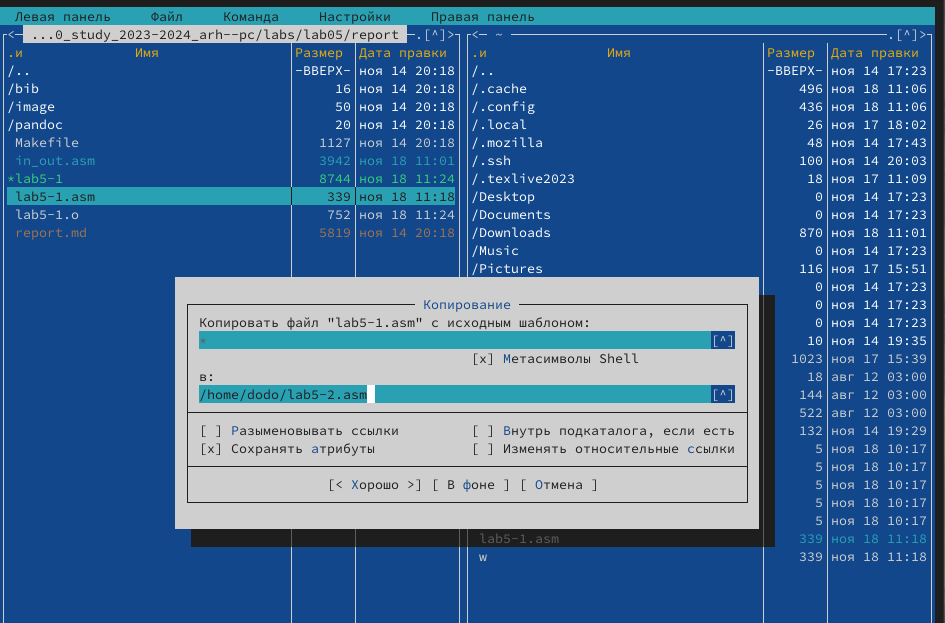 Левая панель Файл Команда Настройки Правая панель
<─ ...0_study_2023-2024_arh--pc/labs/lab05/report ─.[^]> <─ ~ ─.[^]>
.и Имя Размер Дата правки .и Имя Размер Дата правки
/.. -ВВЕРХ- ноя 14 20:18 /.. -ВВЕРХ- ноя 14 17:23
/bib 16 ноя 14 20:18 /.cache 496 ноя 18 11:06
/image 50 ноя 14 20:18 /.config 436 ноя 18 11:06
/pandoc 20 ноя 14 20:18 /.local 26 ноя 17 18:02
Makefile 1127 ноя 14 20:18 /.mozilla 48 ноя 14 17:43
in_out.asm 3942 ноя 18 11:01 /.ssh 100 ноя 14 20:03
*lab5-1 8744 ноя 18 11:24 /.texlive2023 18 ноя 17 11:09
lab5-1.asm 339 ноя 18 11:18 /Desktop 0 ноя 14 17:23
lab5-1.o 752 ноя 18 11:24 /Documents 0 ноя 14 17:23
report.md 5819 ноя 14 20:18 /Downloads 870 ноя 18 11:01
/Music 0 ноя 14 17:23
/Pictures 116 ноя 17 15:51
0 ноя 14 17:23
Копирование 0 ноя 14 17:23
Копировать файл "lab5-1.asm" с исходным шаблоном: 0 ноя 14 17:23
* [^] 10 ноя 14 19:35
[x] Метасимволы Shell 1023 ноя 17 15:39
в: 18 авг 12 03:00
/home/dodo/lab5-2.asm [^] 144 авг 12 03:00
522 авг 12 03:00
[ ] Разыменовывать ссылки [ ] Внутрь подкаталога, если есть 132 ноя 14 19:29
[x] Сохранять атрибуты [ ] Изменять относительные ссылки 5 ноя 18 10:17
5 ноя 18 10:17
[< Хорошо >] [ В фоне ] [ Отмена ] 5 ноя 18 10:17
5 ноя 18 10:17
5 ноя 18 10:17
lab5-1.asm 339 ноя 18 11:18
w 339 ноя 18 11:18